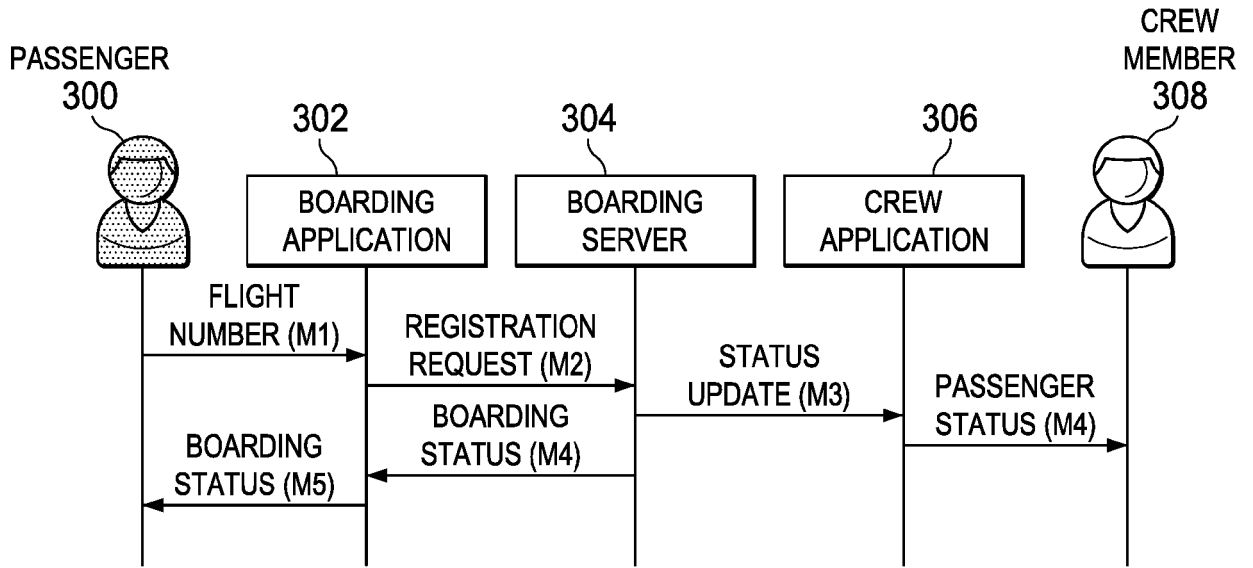 CREW
MEMBER
308
PASSENGER
300
302
304
306
BOARDING
APPLICATION
BOARDING
SERVER
CREW
APPLICATION
FLIGHT
NUMBER (M1)
REGISTRATION
REQUEST (M2)
STATUS
UPDATE (M3)
PASSENGER
STATUS (M4)
BOARDING
STATUS (M4)
BOARDING
STATUS (M5)